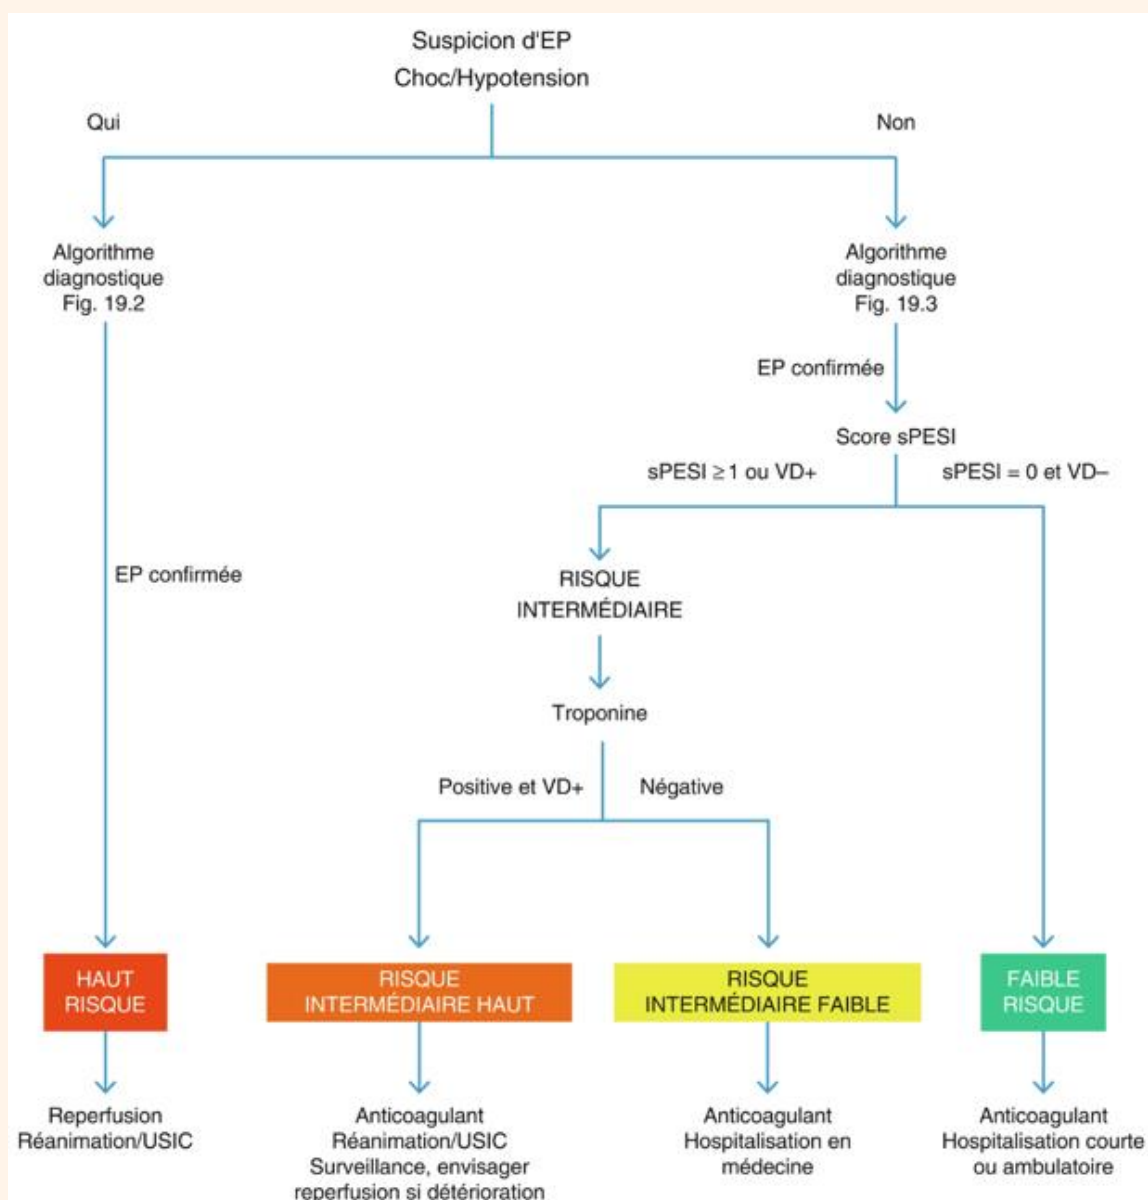 Suspicion d'EP
Choc/Hypotension
Qui
Non
Algorithme
diagnostique
Fig. 19.2
Algorithme
diagnostique
Fig. 19.3
EP confirmée
Score sPESI
sPESI ≥ 1 ou VD+
sPESI = 0 et VD–
EP confirmée
RISQUE
INTERMÉDIAIRE
Troponine
Positive et VD+
Négative
HAUT
RISQUE
RISQUE
INTERMÉDIAIRE HAUT
RISQUE
INTERMÉDIAIRE FAIBLE
FAIBLE
RISQUE
Reperfusion
Réanimation/USIC
Anticoagulant
Réanimation/USIC
Surveillance, envisager
reperfusion si détérioration
Anticoagulant
Hospitalisation en
médecine
Anticoagulant
Hospitalisation courte
ou ambulatoire